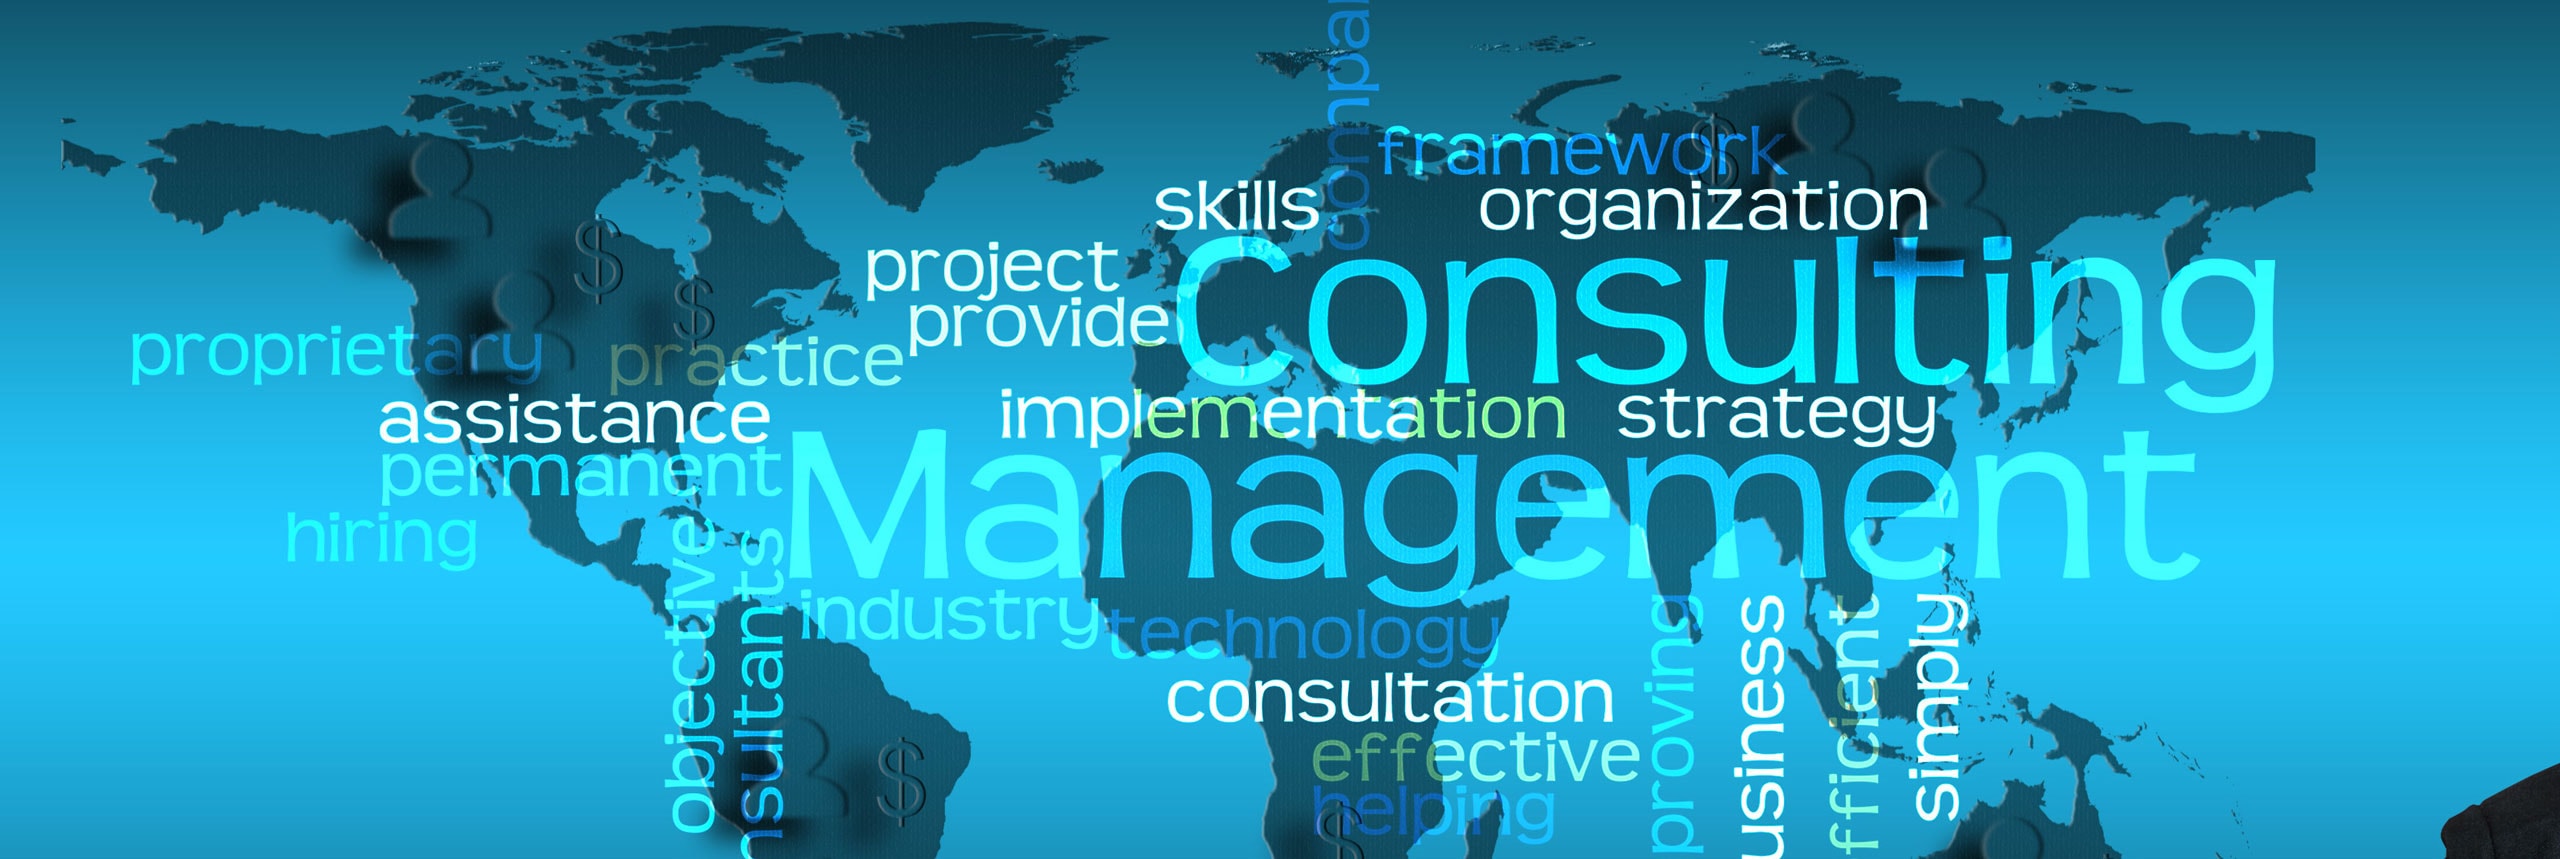 compa
framework
skills
organization
project
Consulting
provide
proprietary
practice
assistance
implementation
strategy
permanent
Management
hiring
objective
nsultants
industry
technology
proving
usiness
fficient
simply
consultation
effective
helping
$
$
$
$
$